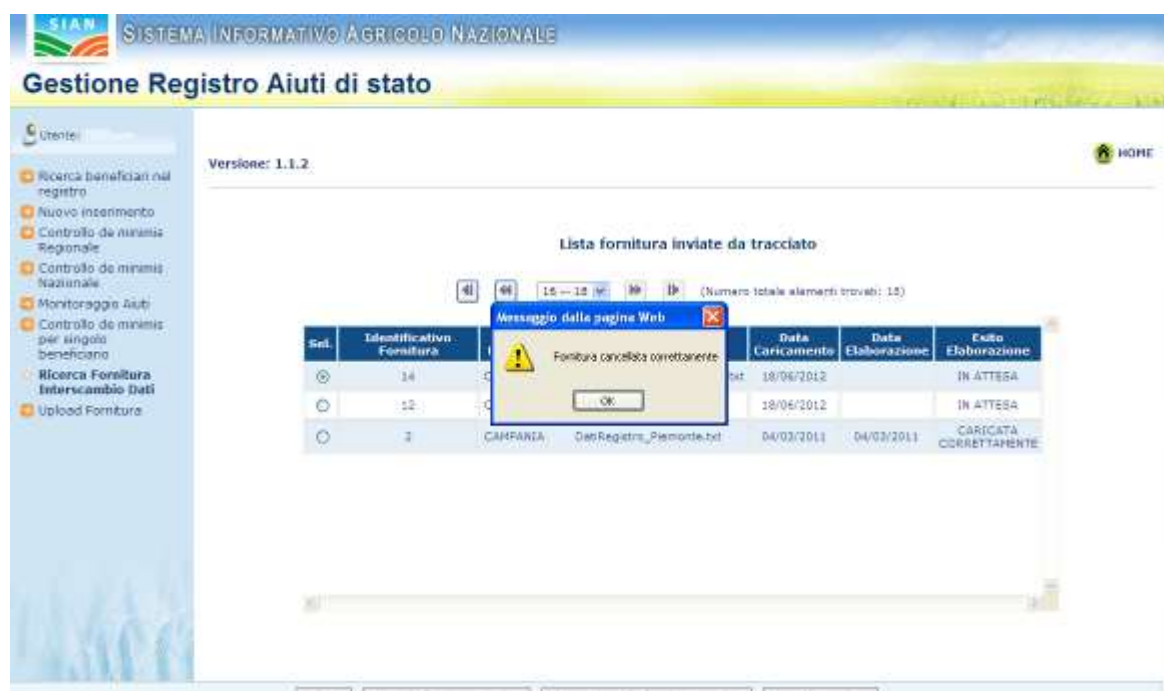 SIAN
SISTEMA INFORMATIVO AGRICOLO NAZIONALE
Gestione Registro Aiuti di stato
Utente:
Ricerca beneficiari nel
registro
Nuovo inserimento
Controllo de minimis
Regionale
Controllo de minimis
Nazionale
Monitoraggio Aiuti
Controllo de minimis
per singolo
beneficiario
Ricerca Fornitura
Interscambio Dati
Upload Fornitura
Versione: 1.1.2
HOME
Lista fornitura inviate da tracciato
16 -- 18 (Numero totale elementi trovati: 18)
Messaggio dalla pagina Web
Fornitura cancellata correttamente
OK
Sel. Identificativo Fornitura Data Caricamento Data Elaborazione Esito Elaborazione
14 txt 18/06/2012 IN ATTESA
12 18/06/2012 IN ATTESA
2 CAMPANIA DatiRegistro_Piemonte.txt 04/03/2011 04/03/2011 CARICATA CORRETTAMENTE